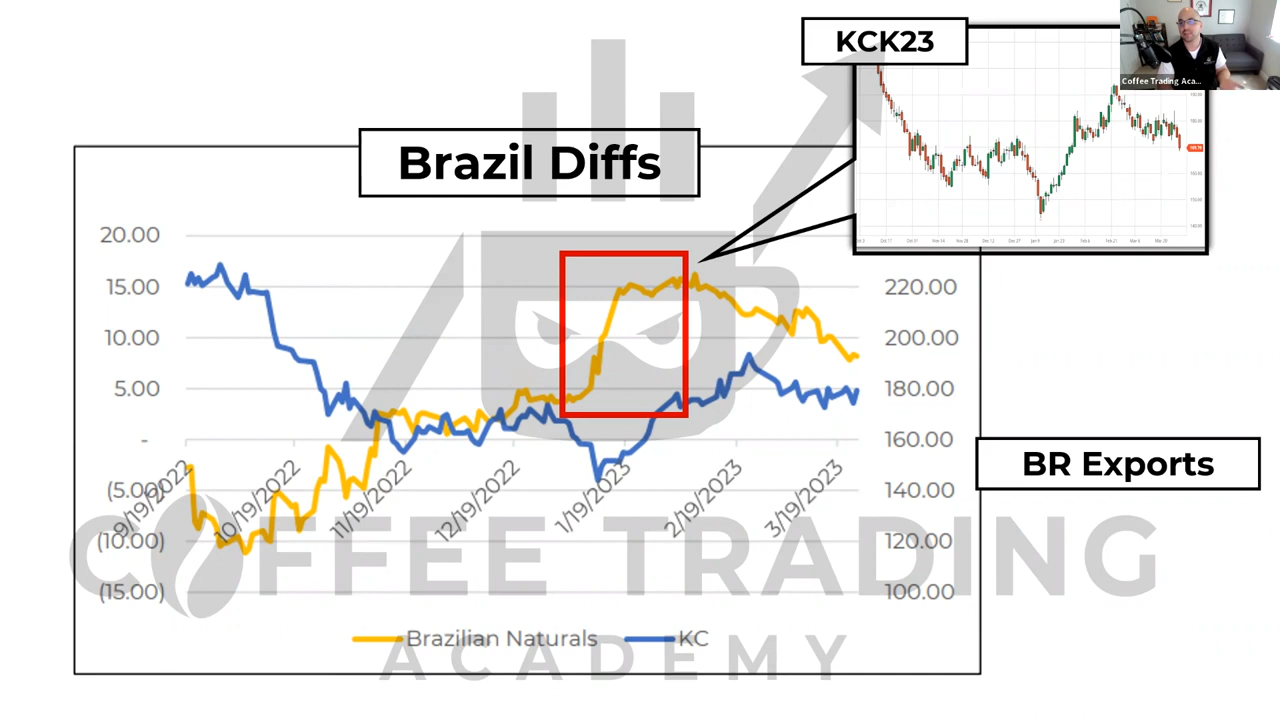 KCK23
Coffee Trading Aca...
Brazil Diffs
20.00
15.00
10.00
5.00
-
(5.00)
(10.00)
(15.00)
220.00
200.00
180.00
160.00
140.00
120.00
100.00
9/19/2022
10/19/2022
11/19/2022
12/19/2022
1/19/2023
2/19/2023
3/19/2023
BR Exports
COFFEE TRADING
Brazilian Naturals
KC
ACADEMY